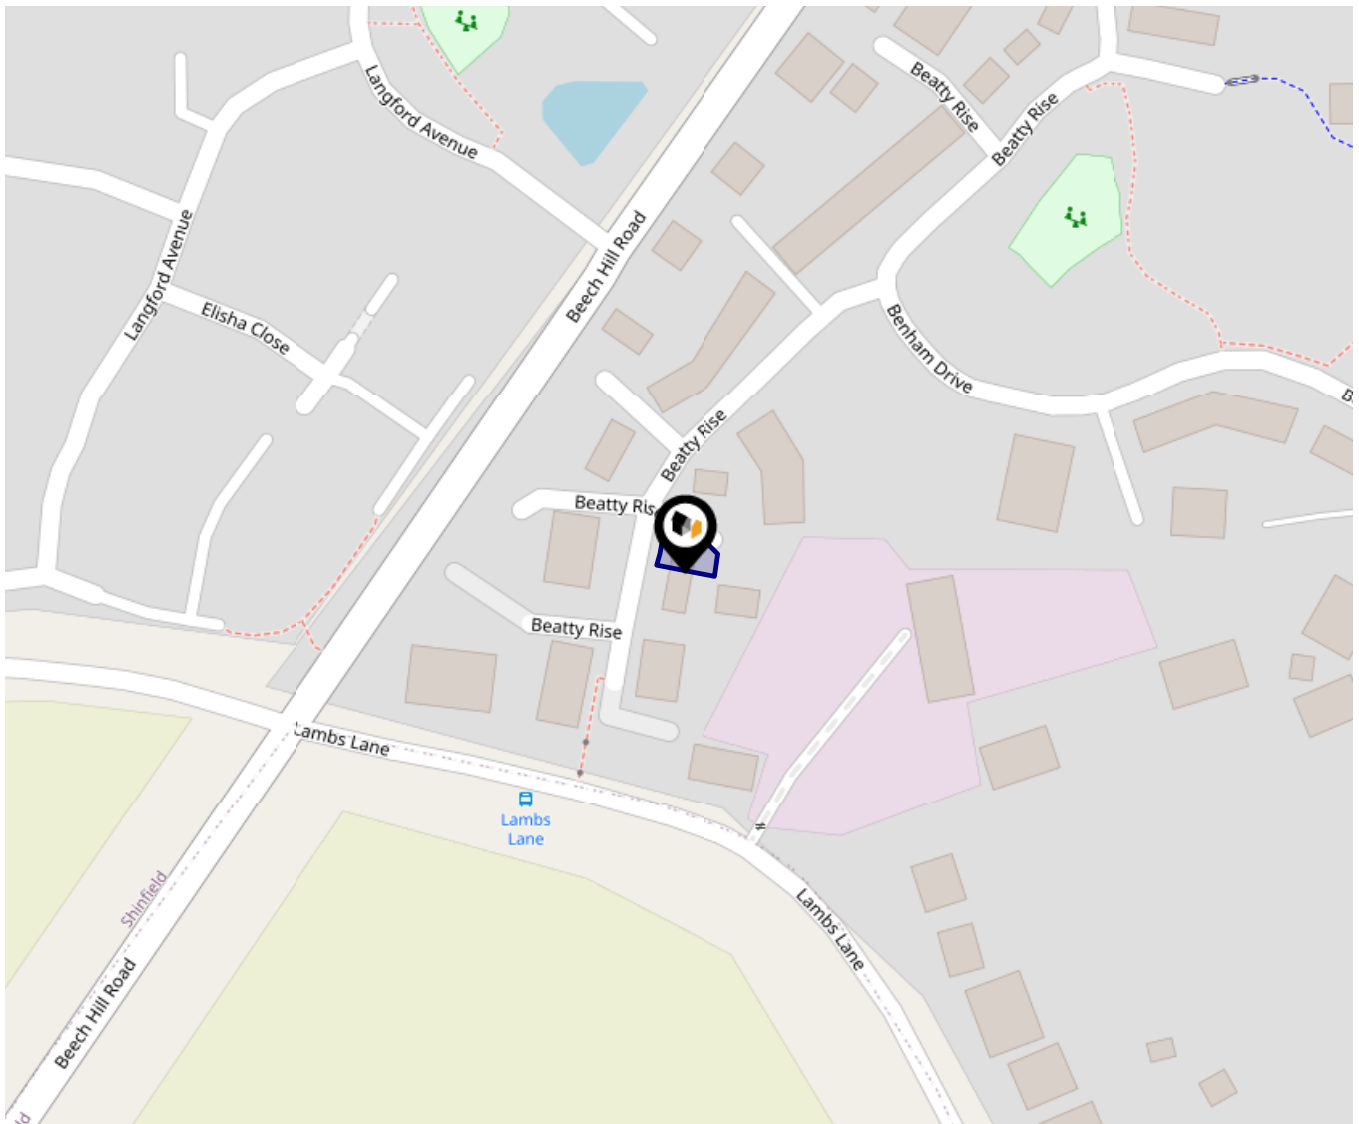 Langford Avenue
Beatty Rise
Beatty Rise
Langford Avenue
Beech Hill Road
Elisha Close
Benham Drive
B
Beatty Rise
Beatty Ris
Beatty Rise
Lambs Lane
Lambs
Lane
Shinfield
Lambs Lane
Beech Hill Road
ld